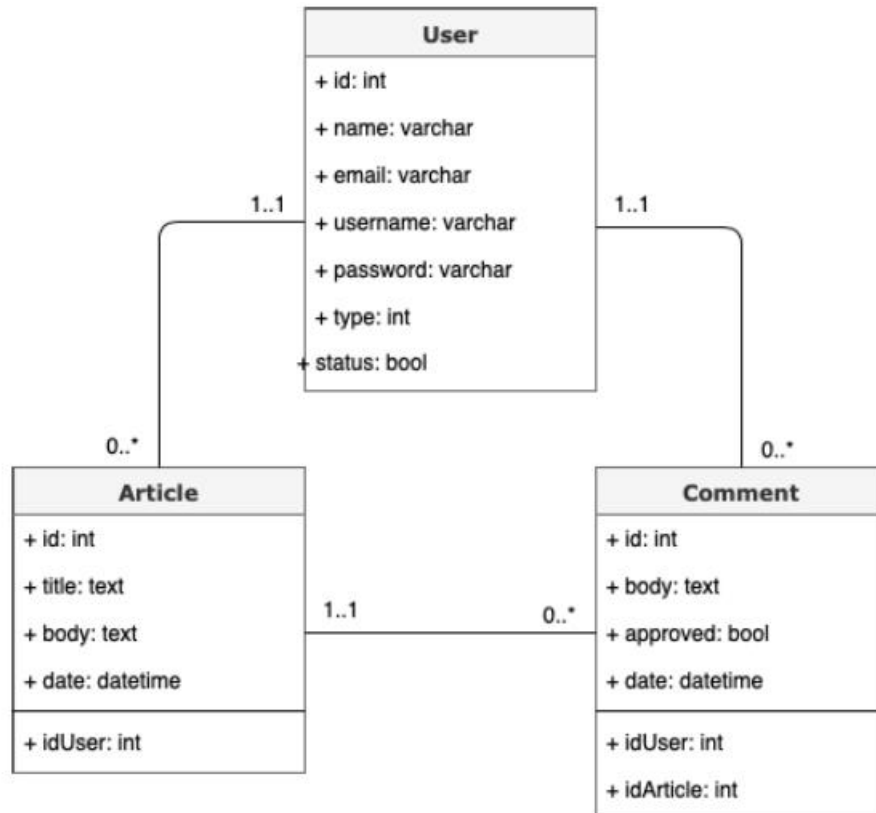 User
+ id: int
+ name: varchar
+ email: varchar
1..1
1..1
+ username: varchar
+ password: varchar
+ type: int
+ status: bool
0..*
0..*
Article
+ id: int
+ title: text
+ body: text
+ date: datetime
+ idUser: int
1..1
0..*
Comment
+ id: int
+ body: text
+ approved: bool
+ date: datetime
+ idUser: int
+ idArticle: int